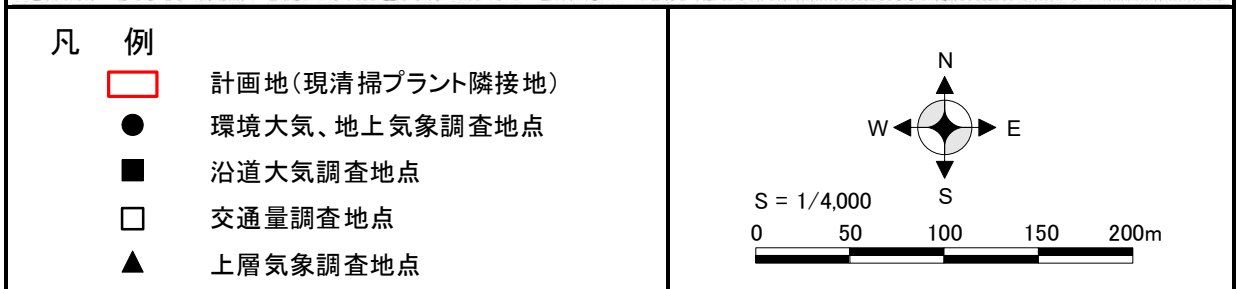 凡　例
計画地（現清掃プラント隣接地）
環境大気、地上気象調査地点
沿道大気調査地点
交通量調査地点
上層気象調査地点
N
W E
S
S = 1/4,000
0 50 100 150 200m